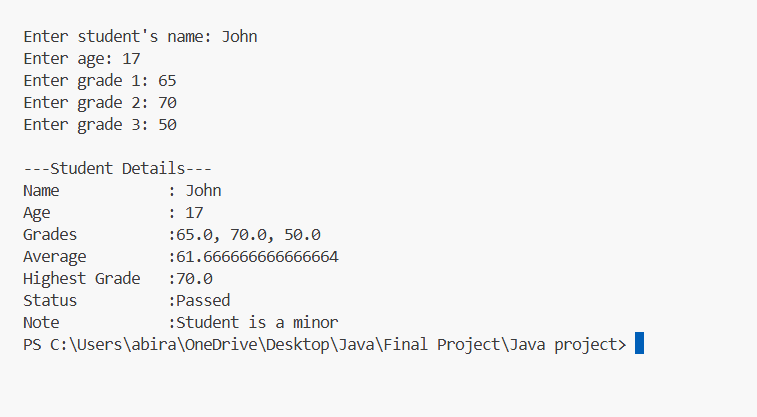 Enter student's name: John
Enter age: 17
Enter grade 1: 65
Enter grade 2: 70
Enter grade 3: 50
---Student Details---
Name            : John
Age             : 17
Grades          :65.0, 70.0, 50.0
Average         :61.666666666666664
Highest Grade   :70.0
Status          :Passed
Note            :Student is a minor
PS C:\Users\abira\OneDrive\Desktop\Java\Final Project\Java project>